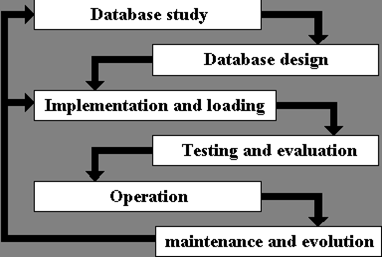 Database study
Database design
Implementation and loading
Testing and evaluation
Operation
maintenance and evolution